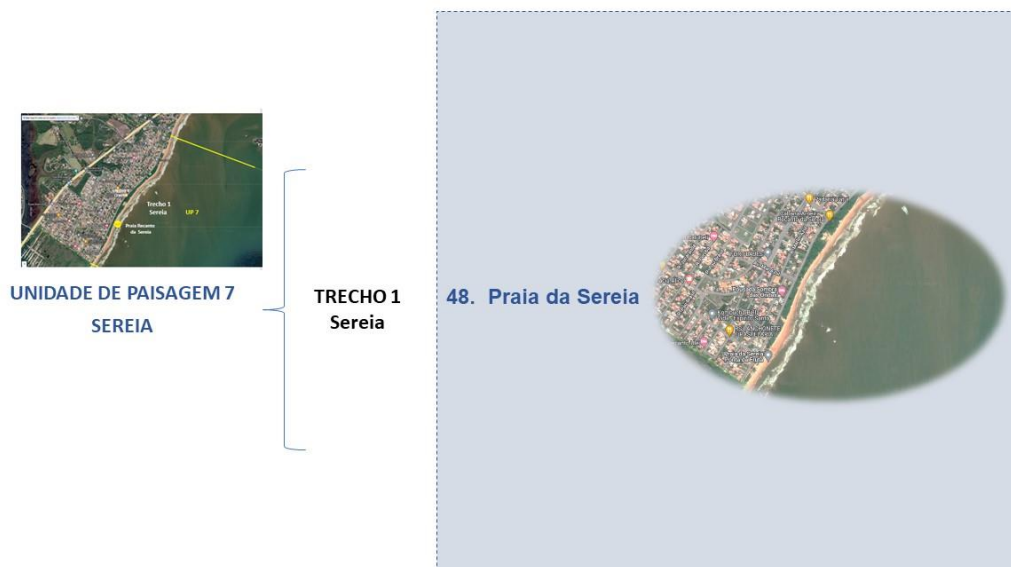 Trecho 1
Sereia
UP 7
Praia Recanto
da Sereia
UNIDADE DE PAISAGEM 7
SEREIA
TRECHO 1
Sereia
48. Praia da Sereia